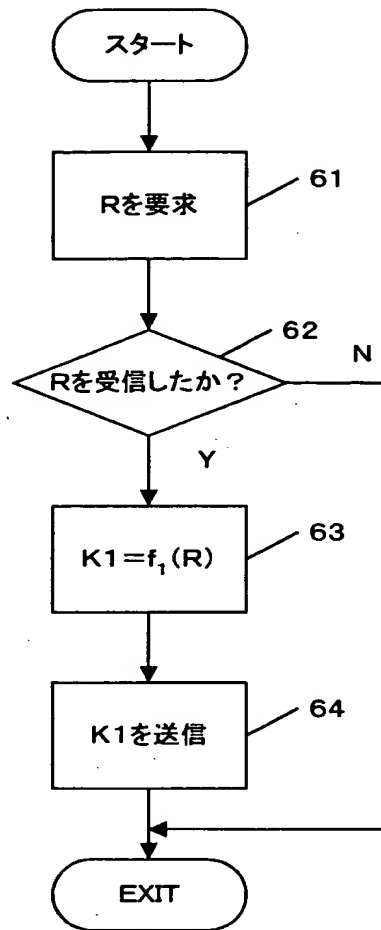 スタート
Rを要求
61
62
Rを受信したか？
N
Y
K1＝f₁(R)
63
K1を送信
64
EXIT